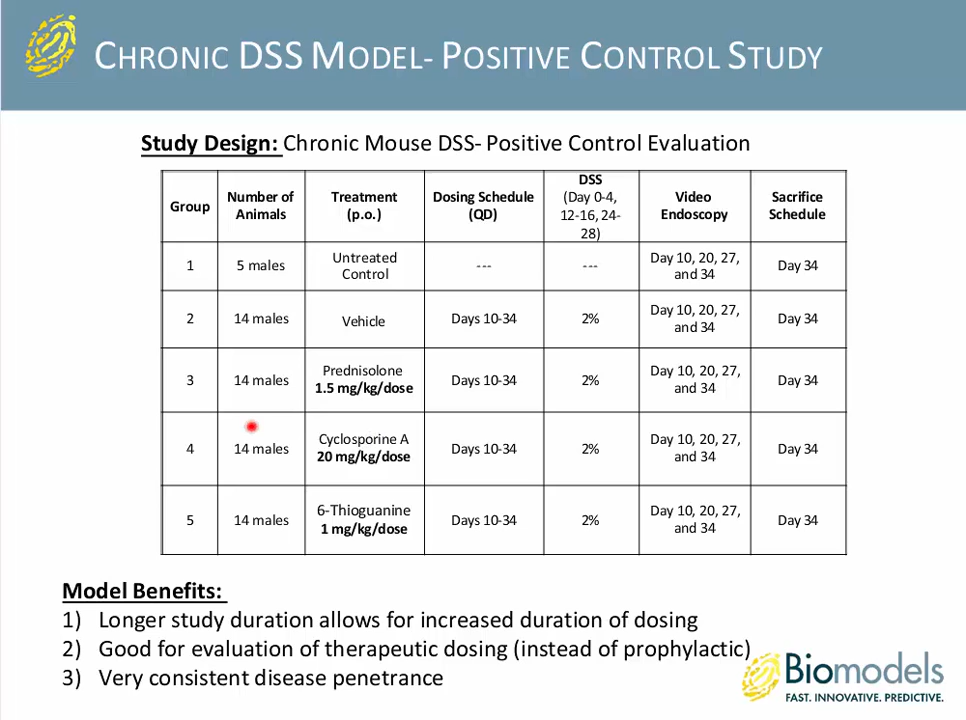 CHRONIC DSS MODEL- POSITIVE CONTROL STUDY
Study Design: Chronic Mouse DSS- Positive Control Evaluation
Group
Number of
Animals
Treatment
(p.o.)
Dosing Schedule
(QD)
DSS
(Day 0-4,
12-16, 24-
28)
Video
Endoscopy
Sacrifice
Schedule
1
5 males
Untreated
Control
---
---
Day 10, 20, 27,
and 34
Day 34
2
14 males
Vehicle
Days 10-34
2%
Day 10, 20, 27,
and 34
Day 34
3
14 males
Prednisolone
1.5 mg/kg/dose
Days 10-34
2%
Day 10, 20, 27,
and 34
Day 34
4
14 males
Cyclosporine A
20 mg/kg/dose
Days 10-34
2%
Day 10, 20, 27,
and 34
Day 34
5
14 males
6-Thioguanine
1 mg/kg/dose
Days 10-34
2%
Day 10, 20, 27,
and 34
Day 34
Model Benefits:
1) Longer study duration allows for increased duration of dosing
2) Good for evaluation of therapeutic dosing (instead of prophylactic)
3) Very consistent disease penetrance
Biomodels
FAST. INNOVATIVE. PREDICTIVE.